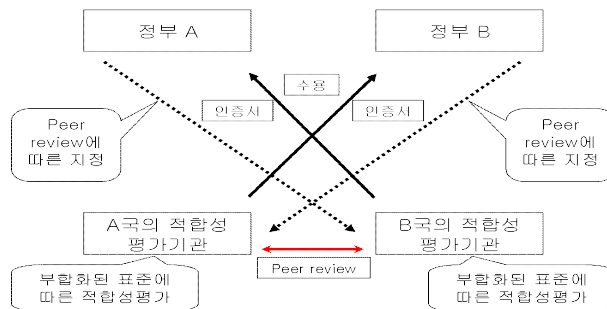 정부 A
정부 B
수용
인증서
인증서
Peer
review에
따른 지정
Peer
review에
따른 지정
A국의 적합성
평가기관
B국의 적합성
평가기관
Peer review
부합화된 표준에
따른 적합성평가
부합화된 표준에
따른 적합성평가